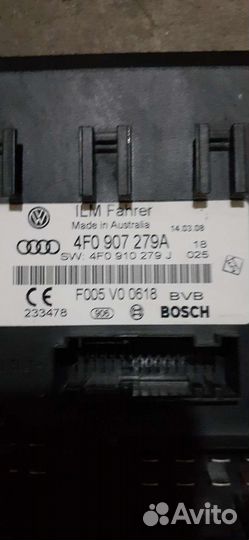 ILM Fahrer
Made in Australia 14.03.08
4F0 907 279A 18
SW: 4F0 910 279 J 025
F005 V0 0618 BVB
233478 906 BOSCH
Avito